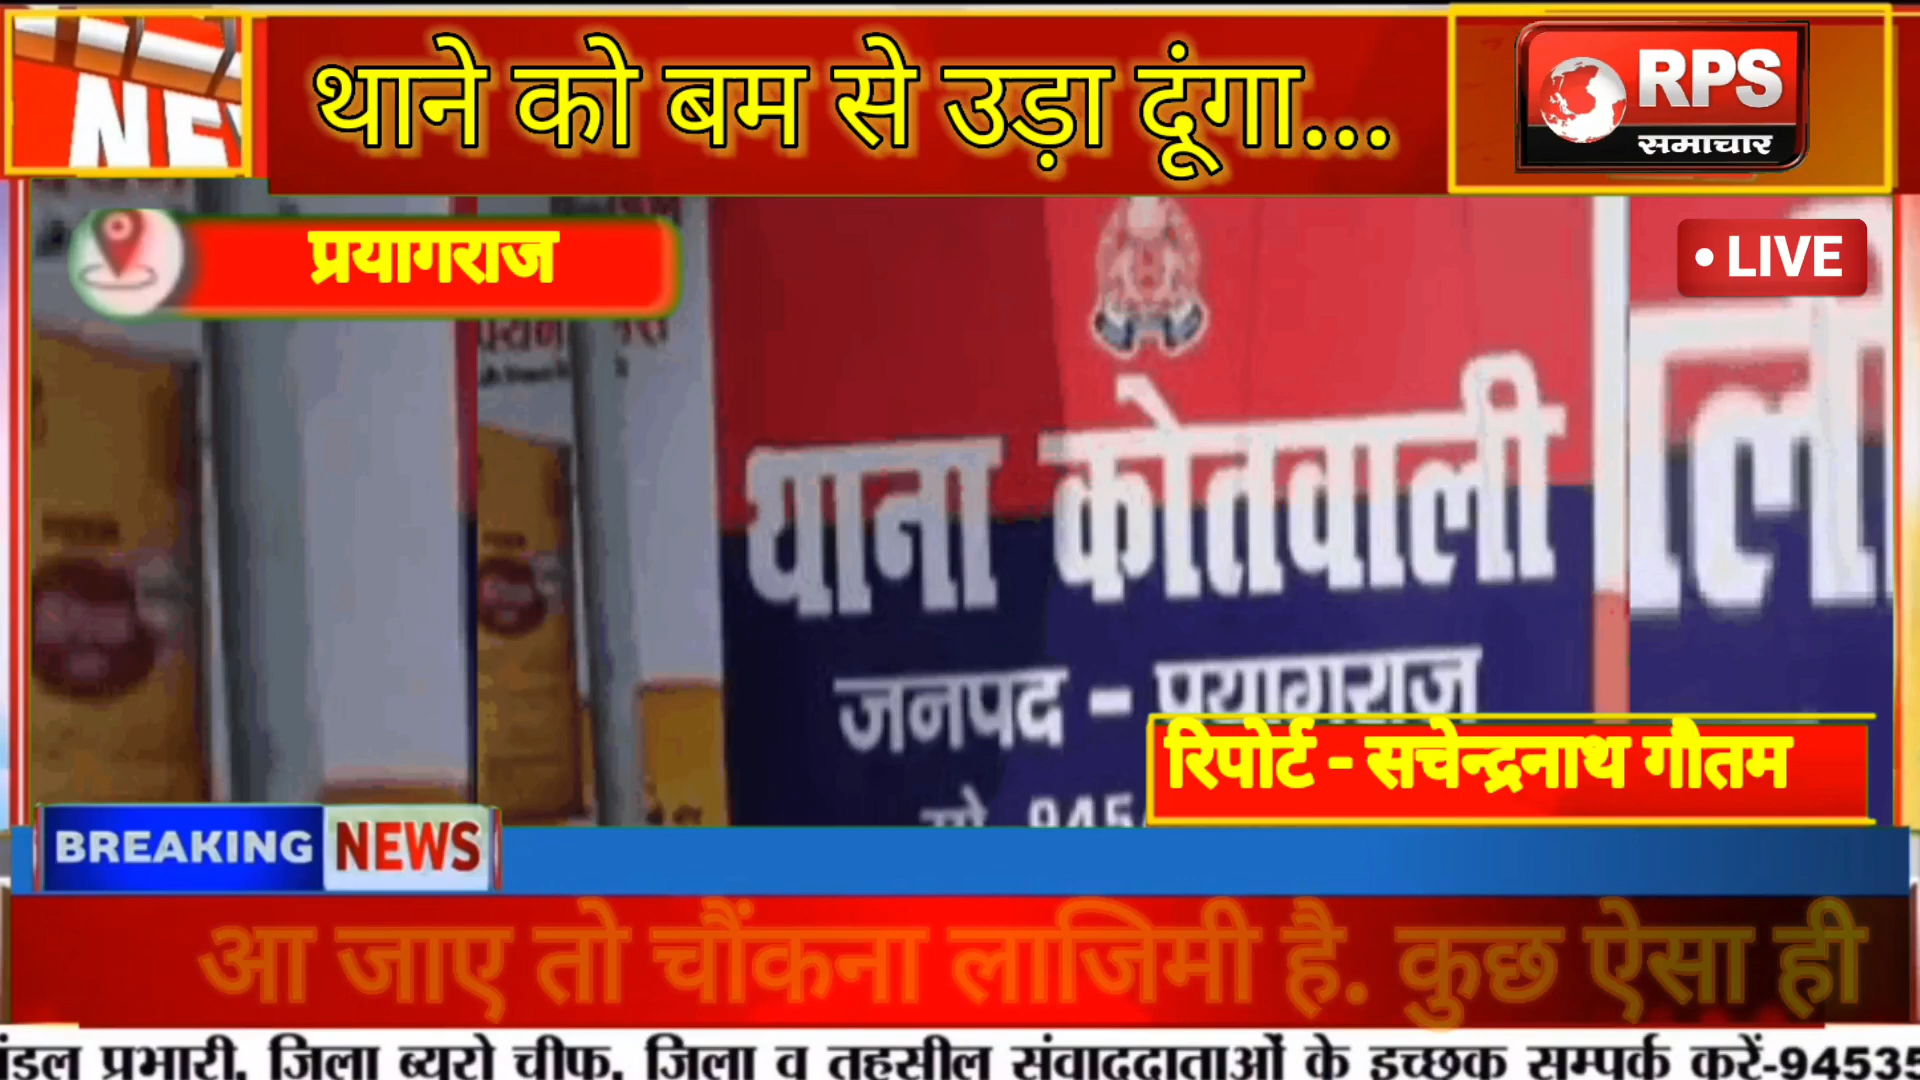 NE
थाने को बम से उड़ा दूंगा...
RPS
समाचार
प्रयागराज
• LIVE
थाना कोतवाली
जनपद - प्रयागराज
रिपोर्ट - सचेन्द्रनाथ गौतम
BREAKING NEWS
आ जाए तो चौंकना लाजिमी है. कुछ ऐसा ही
प्रभारी, जिला ब्यूरो चीफ, जिला व तहसील संवाददाताओं के इच्छुक सम्पर्क करें-94535